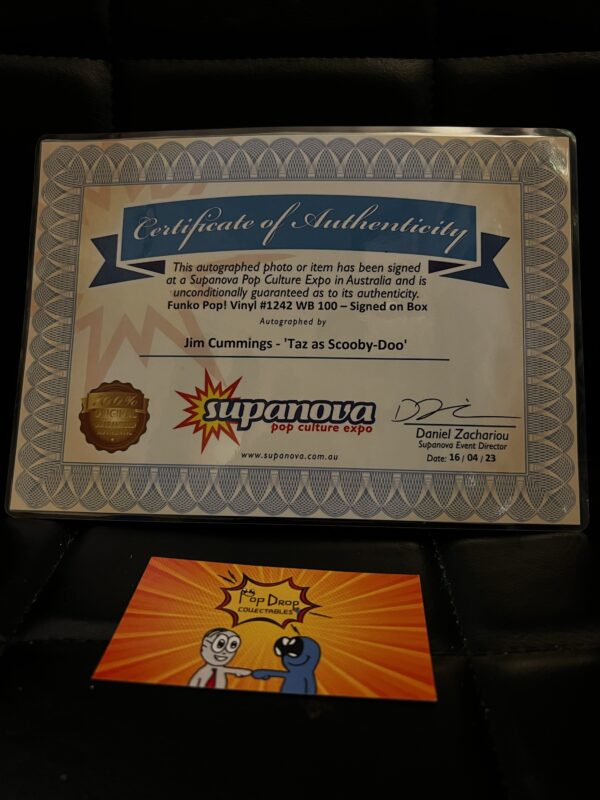 Certificate of Authenticity
This autographed photo or item has been signed
at a Supanova Pop Culture Expo in Australia and is
unconditionally guaranteed as to its authenticity.
Funko Pop! Vinyl #1242 WB 100 – Signed on Box
Autographed by
Jim Cummings - 'Taz as Scooby-Doo'
100%
ORIGINAL
supanova
pop culture expo
www.supanova.com.au
Daniel Zachariou
Supanova Event Director
Date: 16 / 04 / 23
Pop Drop
COLLECTABLES